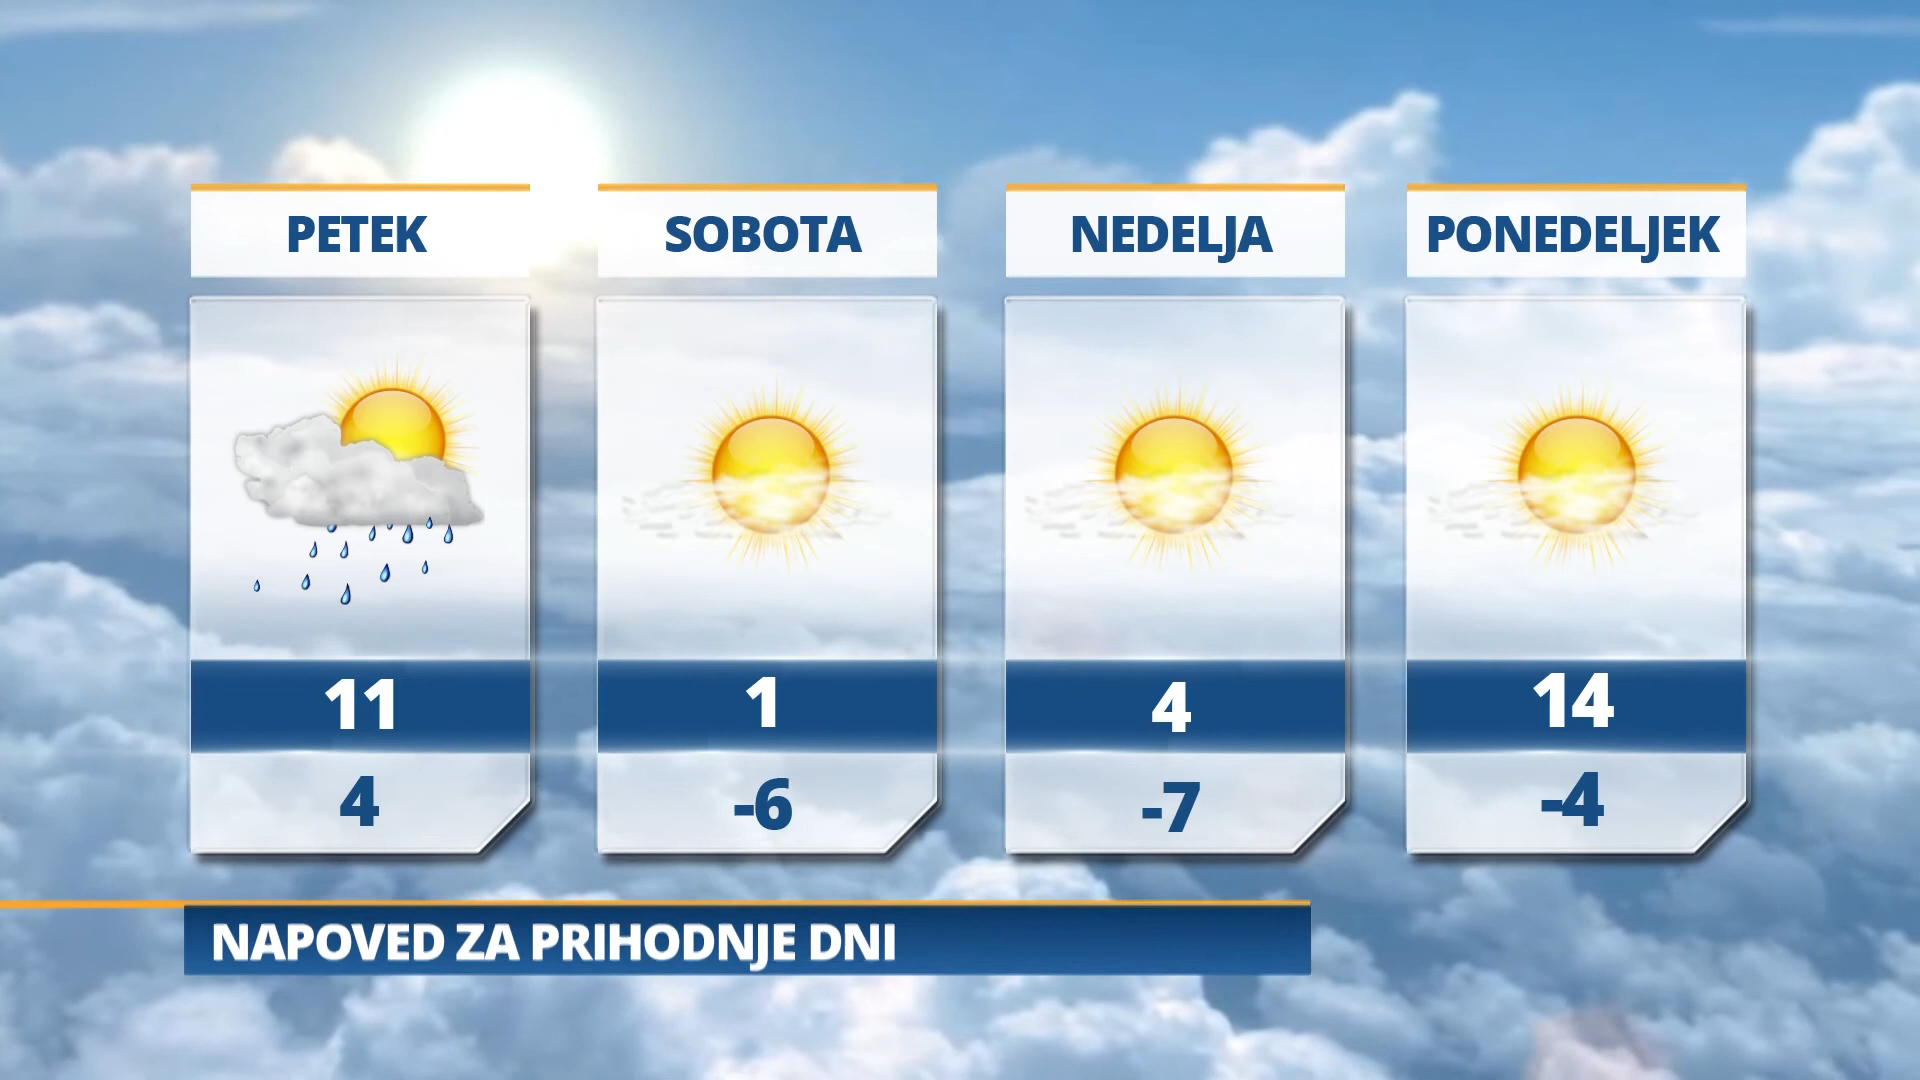 PETEK
SOBOTA
NEDELJA
PONEDELJEK
11
1
4
14
4
-6
-7
-4
NAPOVED ZA PRIHODNJE DNI